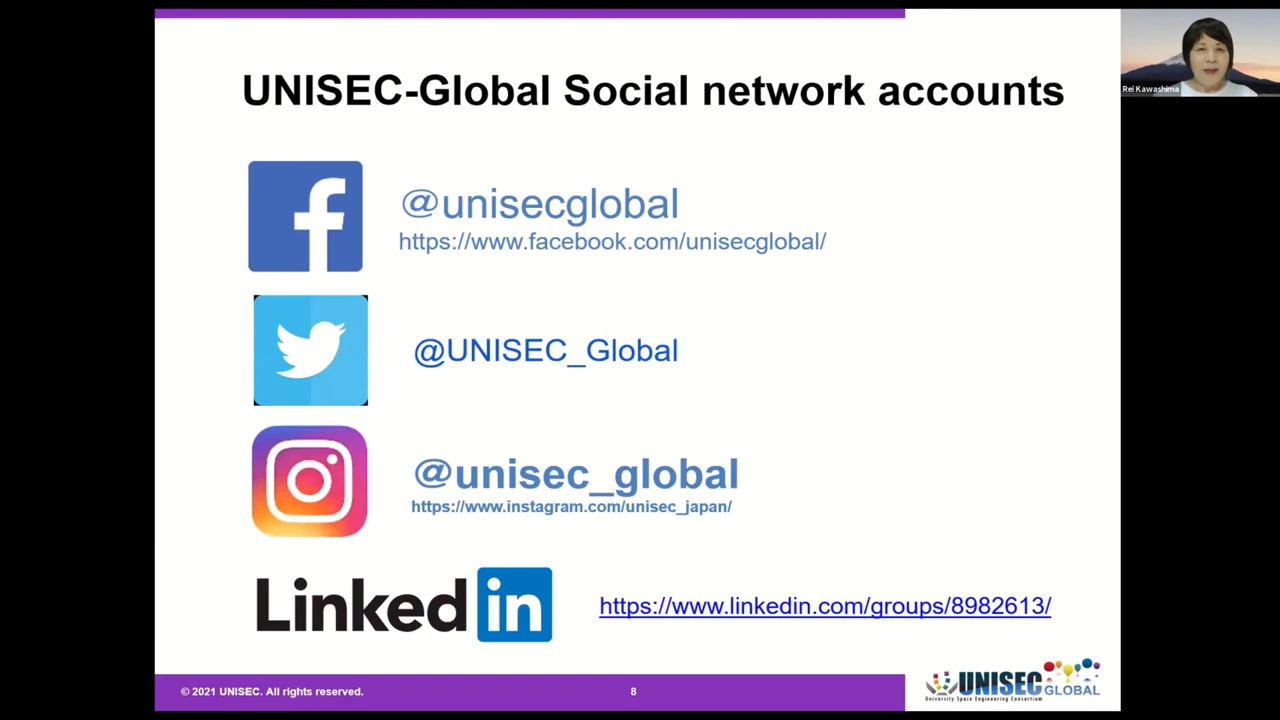 UNISEC-Global Social network accounts
Rei Kawashima
@unisecglobal
https://www.facebook.com/unisecglobal/
@UNISEC_Global
@unisec_global
https://www.instagram.com/unisec_japan/
Linked in
https://www.linkedin.com/groups/8982613/
© 2021 UNISEC. All rights reserved.
8
UNISEC GLOBAL
University Space Engineering Consortium